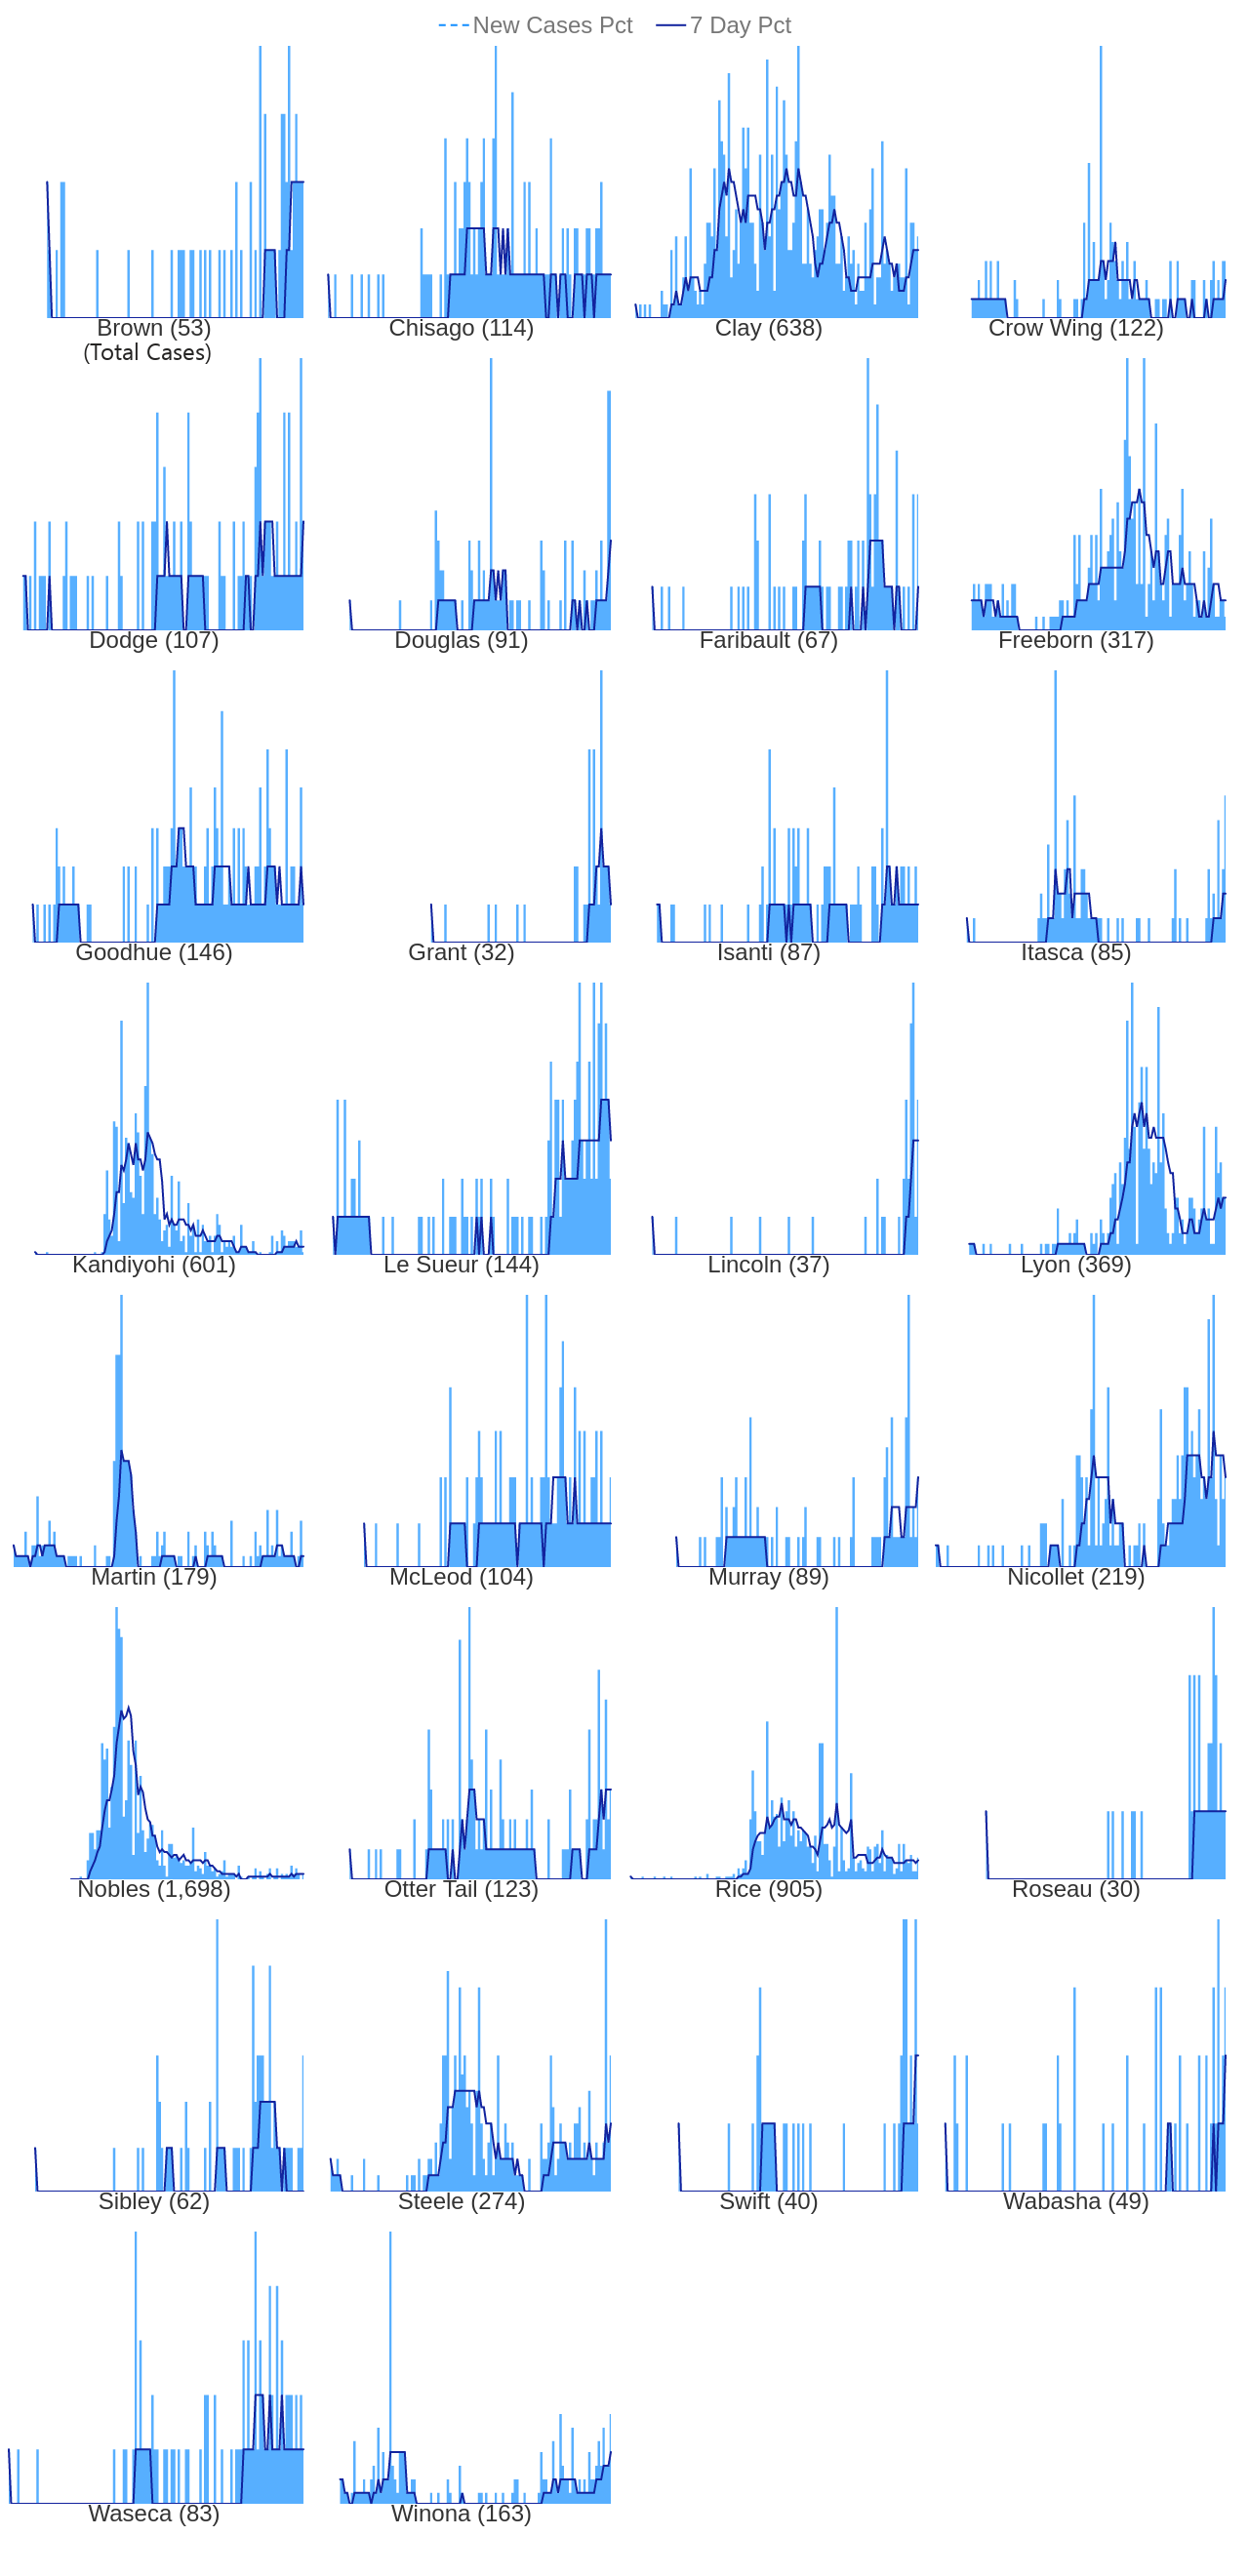 New Cases Pct 7 Day Pct
Brown (53) Chisago (114) Clay (638) Crow Wing (122)
(Total Cases)
Dodge (107) Douglas (91) Faribault (67) Freeborn (317)
Goodhue (146) Grant (32) Isanti (87) Itasca (85)
Kandiyohi (601) Le Sueur (144) Lincoln (37) Lyon (369)
Martin (179) McLeod (104) Murray (89) Nicollet (219)
Nobles (1,698) Otter Tail (123) Rice (905) Roseau (30)
Sibley (62) Steele (274) Swift (40) Wabasha (49)
Waseca (83) Winona (163)